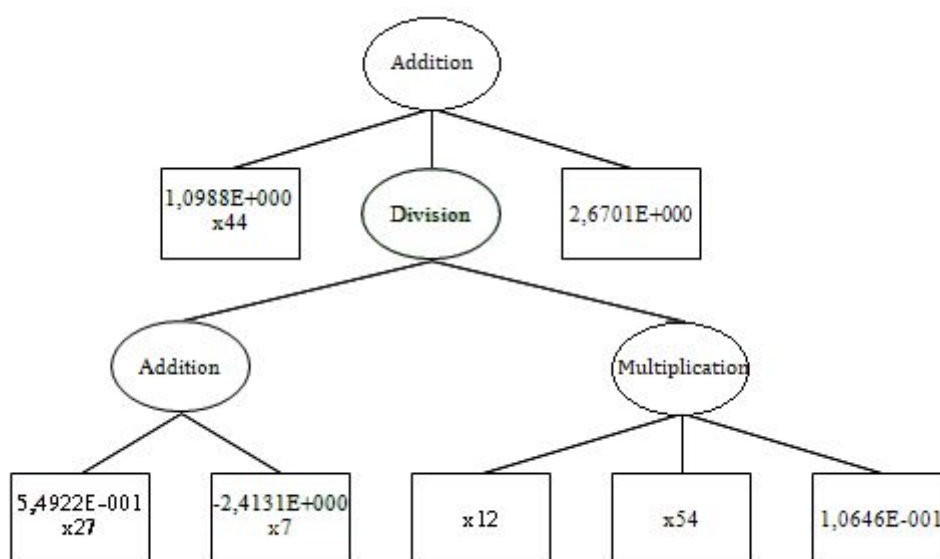 Addition
1,0988E+000
x44
Division
2,6701E+000
Addition
Multiplication
5,4922E-001
x27
-2,4131E+000
x7
x12
x54
1,0646E-001